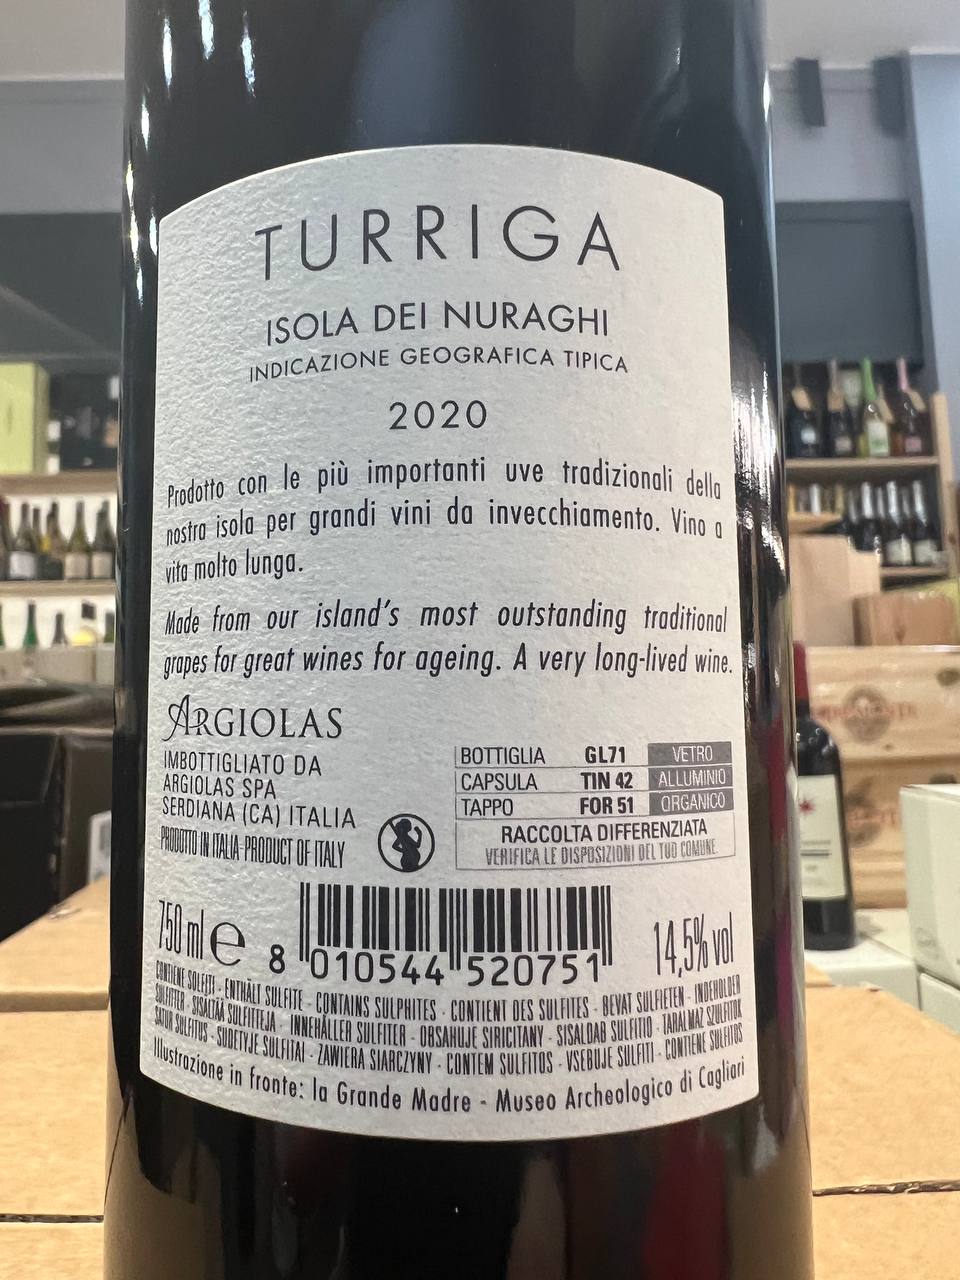 TURRIGA
ISOLA DEI NURAGHI
INDICAZIONE GEOGRAFICA TIPICA
2020
Prodotto con le più importanti uve tradizionali della
nostra isola per grandi vini da invecchiamento. Vino a
vita molto lunga.
Made from our island's most outstanding traditional
grapes for great wines for ageing. A very long-lived wine.
ARGIOLAS
IMBOTTIGLIATO DA
ARGIOLAS SPA
SERDIANA (CA) ITALIA
PRODOTTO IN ITALIA-PRODUCT OF ITALY
BOTTIGLIA GL71 VETRO
CAPSULA TIN 42 ALLUMINIO
TAPPO FOR 51 ORGANICO
RACCOLTA DIFFERENZIATA
VERIFICA LE DISPOSIZIONI DEL TUO COMUNE
750 ml e
8 010544 520751
14,5% vol
CONTIENE SOLFITI - ENTHÄLT SULFITE - CONTAINS SULPHITES - CONTIENT DES SULFITES - BEVAT SULFIETEN - INDEHOLDER
SULFITTER - SISÄLTÄÄ SULFIITTEJA - INNEHÅLLER SULFITER - OBSAHUJE SIRICITANY - SISALDAB SULFITIO - TARALMAZ SZULFITOK
SATUR SULFITUS - SUDETYJE SULFITAI - ZAWIERA SIARCZYNY - CONTEM SULFITOS - VSEBUJE SULFITI - CONTIENE SULFITOS
Illustrazione in fronte: la Grande Madre - Museo Archeologico di Cagliari